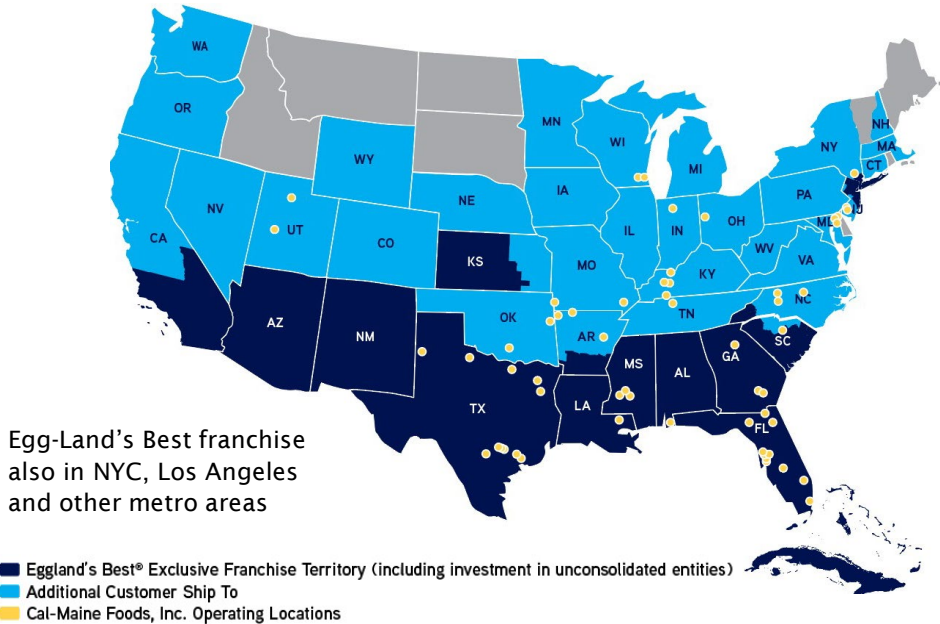 WA
OR
MN
WI
NH
MA
NY
CT
MI
WY
IA
PA
NE
NV
UT
IL
IN
OH
NJ
MD
CA
CO
KS
MO
WV
VA
KY
NC
AZ
NM
OK
AR
TN
SC
GA
MS
AL
TX
LA
FL
Egg-Land's Best franchise
also in NYC, Los Angeles
and other metro areas
Eggland's Best® Exclusive Franchise Territory (including investment in unconsolidated entities)
Additional Customer Ship To
Cal-Maine Foods, Inc. Operating Locations